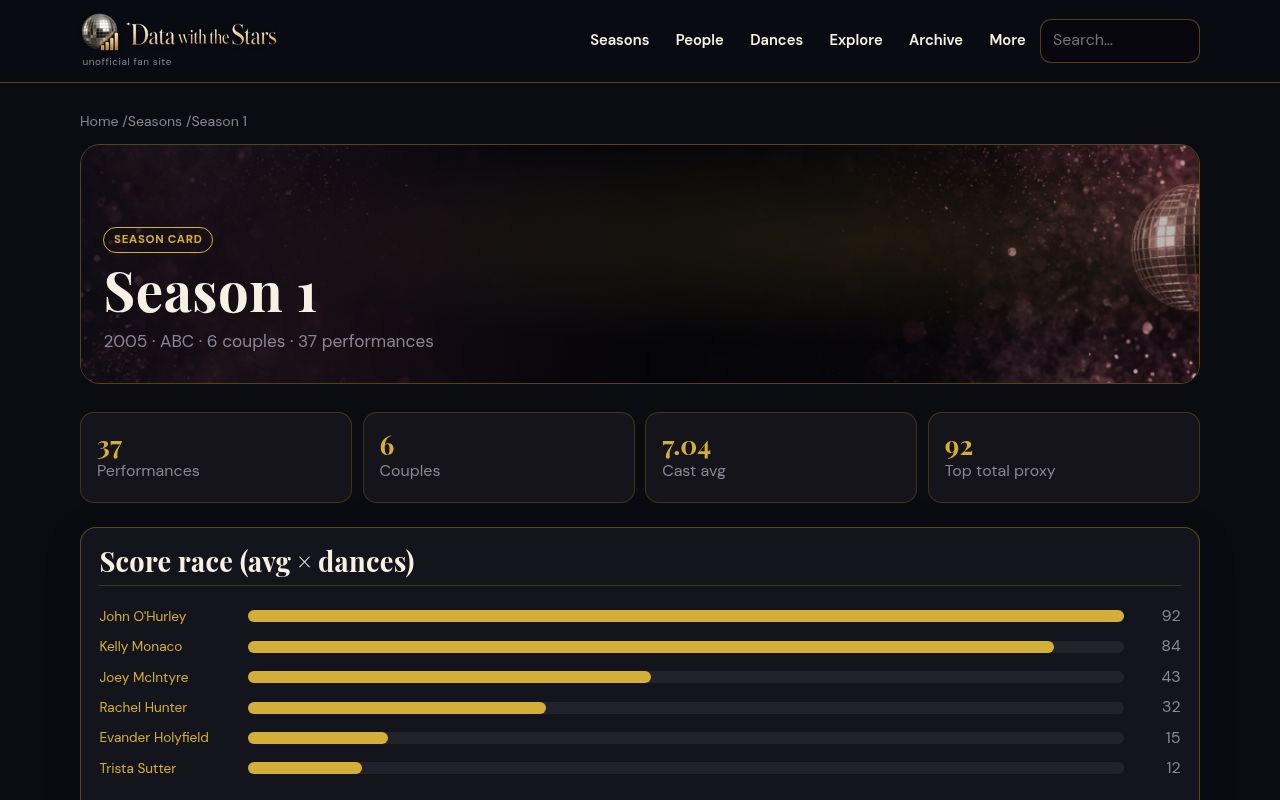 Data with the Stars
unofficial fan site
Seasons People Dances Explore Archive More Search...
Home /Seasons /Season 1
SEASON CARD
Season 1
2005 · ABC · 6 couples · 37 performances
37 6 7.04 92
Performances Couples Cast avg Top total proxy
Score race (avg × dances)
John O'Hurley 92
Kelly Monaco 84
Joey McIntyre 43
Rachel Hunter 32
Evander Holyfield 15
Trista Sutter 12